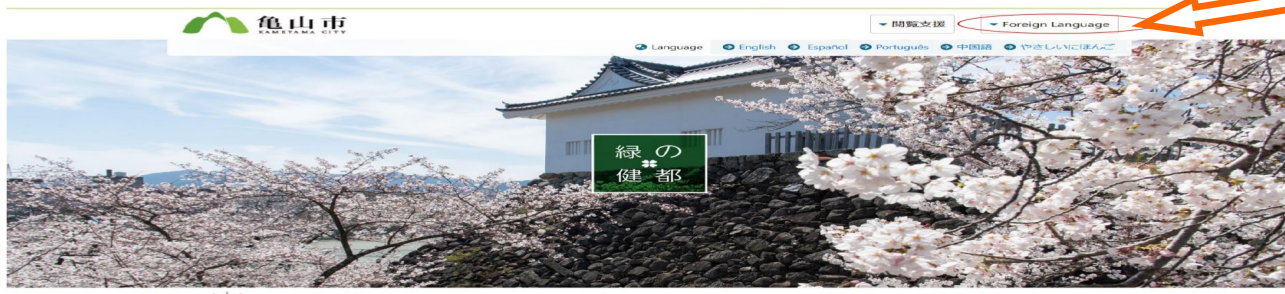 亀山市
KAMEYAMA CITY
閲覧支援
Foreign Language
Language English Español Português 中国語 やさしいにほんご
緑の
健都